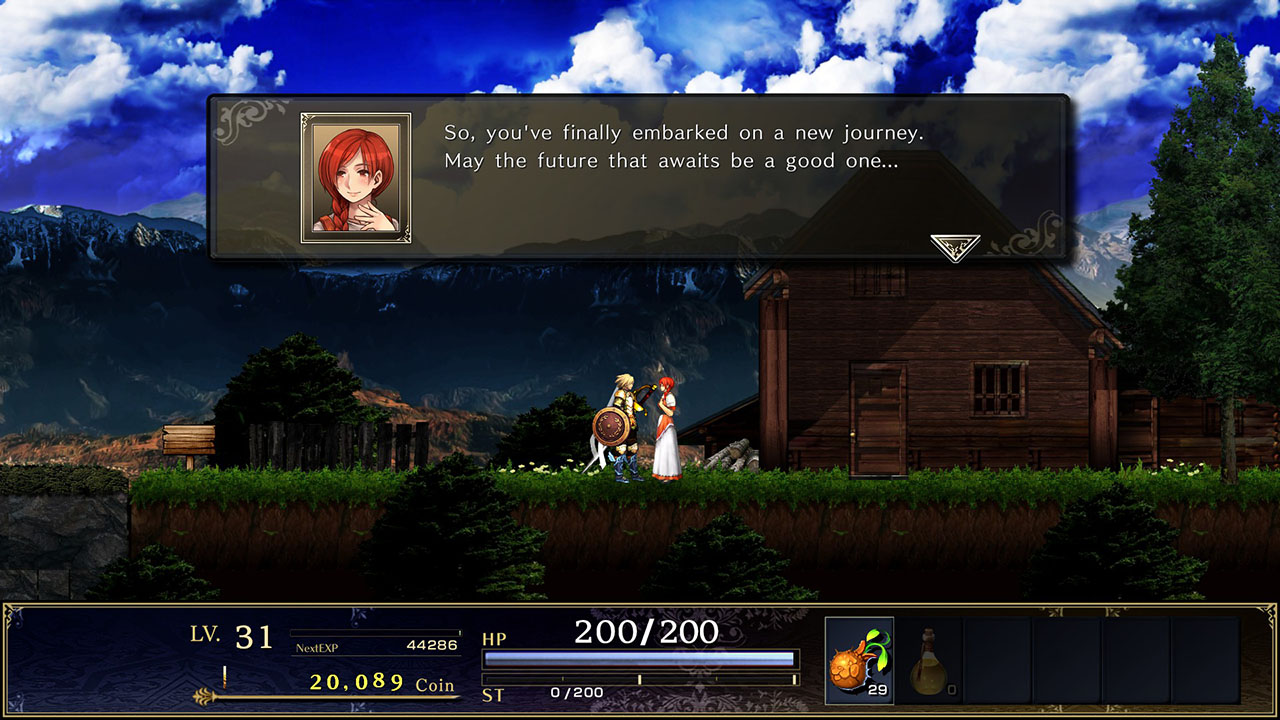 So, you've finally embarked on a new journey.
May the future that awaits be a good one...
LV. 31
NextEXP 44286
20,089 Coin
HP 200/200
ST 0/200
29
0